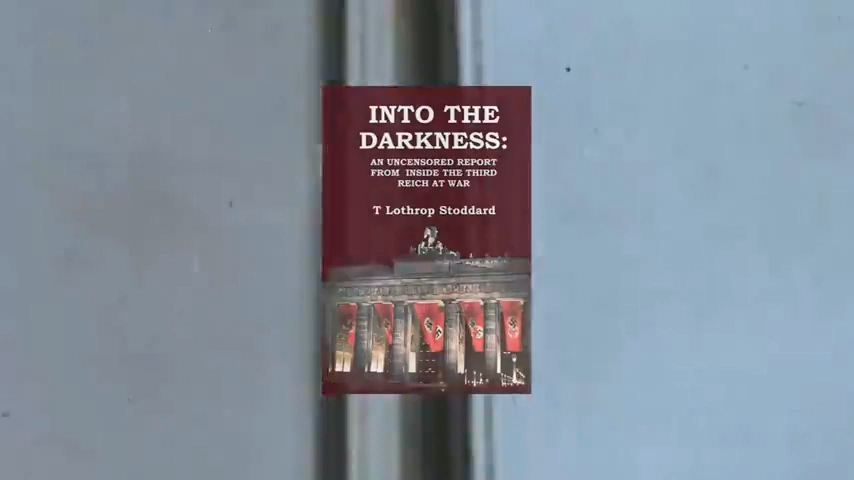 INTO THE
DARKNESS:
AN UNCENSORED REPORT
FROM INSIDE THE THIRD
REICH AT WAR
T Lothrop Stoddard